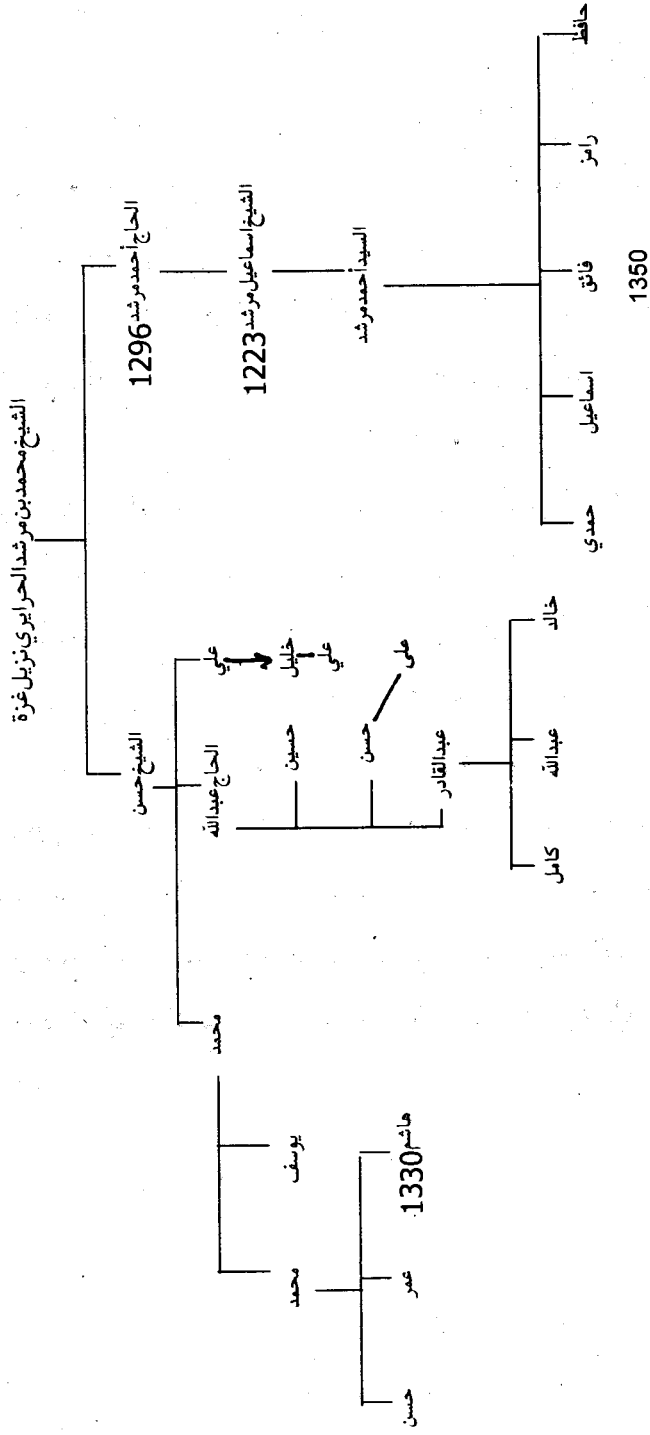 الشيخ محمد بن مرشد الحرايري نزيل غزة
الحاج أحمد مرشد 1296
الشيخ حسن
الشيخ اسماعيل مرشد 1223
علي
الحاج عبدالله
محمد
خليل
حسين
يوسف
محمد
علي
السيد أحمد مرشد
حسن
علي
هاشم 1330
عمر
حسن
عبدالقادر
حافظ
رامز
فائق
اسماعيل
حمدي
خالد
عبدالله
كامل
1350